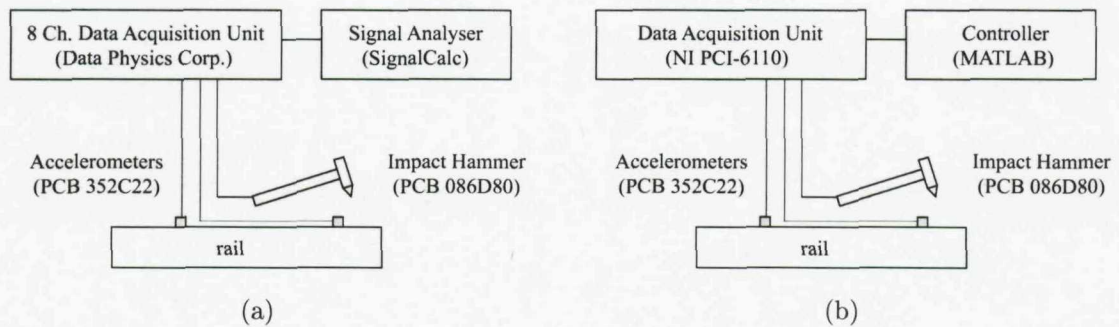 8 Ch. Data Acquisition Unit
(Data Physics Corp.)
Signal Analyser
(SignalCalc)
Accelerometers
(PCB 352C22)
Impact Hammer
(PCB 086D80)
rail
(a)
Data Acquisition Unit
(NI PCI-6110)
Controller
(MATLAB)
Accelerometers
(PCB 352C22)
Impact Hammer
(PCB 086D80)
rail
(b)